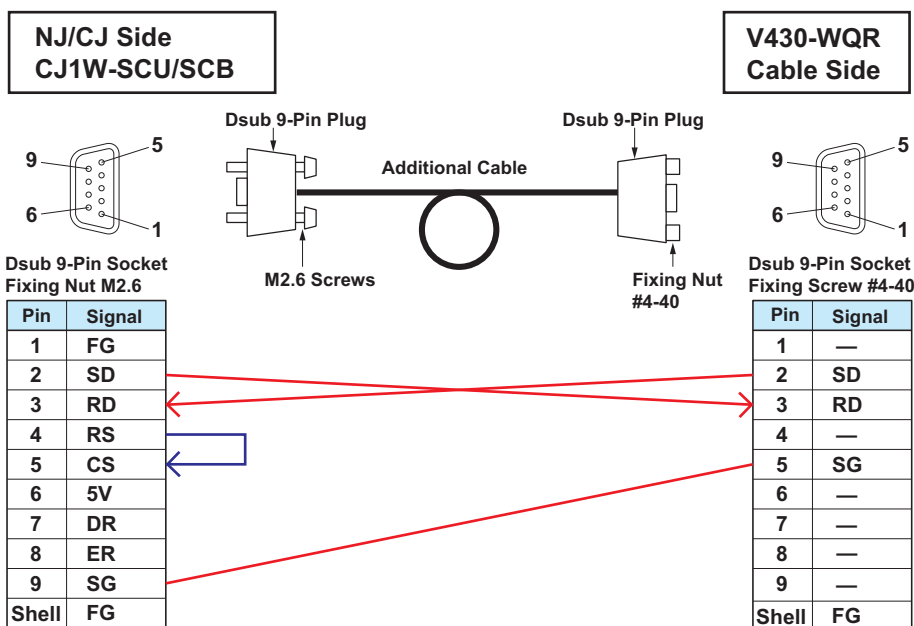 NJ/CJ Side
CJ1W-SCU/SCB
V430-WQR
Cable Side
Dsub 9-Pin Plug
Dsub 9-Pin Plug
Additional Cable
9
5
6
1
9
5
6
1
M2.6 Screws
Fixing Nut
#4-40
Dsub 9-Pin Socket
Fixing Nut M2.6
Dsub 9-Pin Socket
Fixing Screw #4-40
Pin Signal
1 FG
2 SD
3 RD
4 RS
5 CS
6 5V
7 DR
8 ER
9 SG
Shell FG
Pin Signal
1 —
2 SD
3 RD
4 —
5 SG
6 —
7 —
8 —
9 —
Shell FG